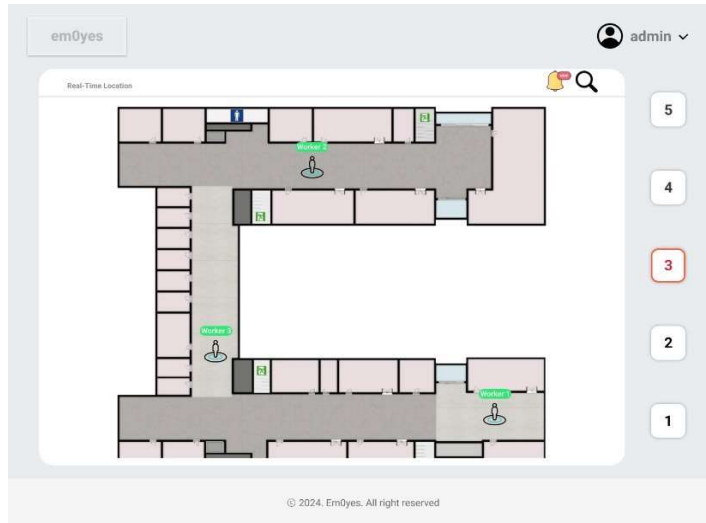 em0yes
admin
Real-Time Location
5
Worker 2
4
3
Worker 3
2
Worker 1
1
© 2024. Em0yes. All right reserved